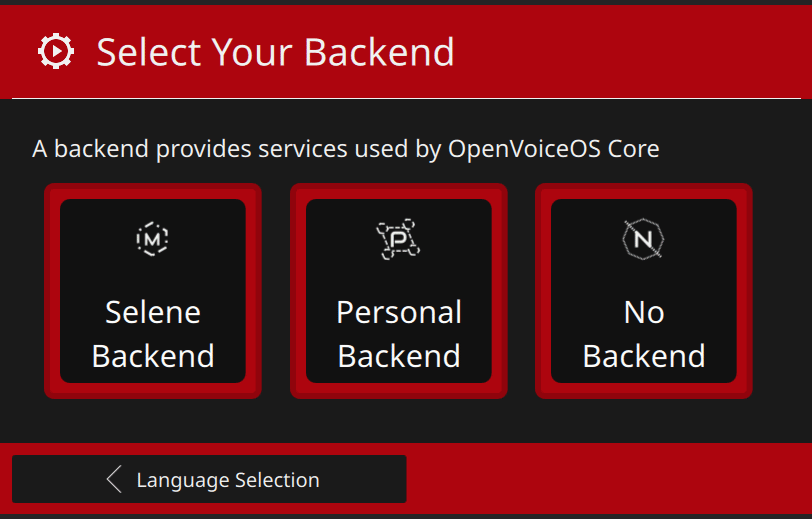 Select Your Backend
A backend provides services used by OpenVoiceOS Core
M
Selene
Backend
P
Personal
Backend
N
No
Backend
Language Selection